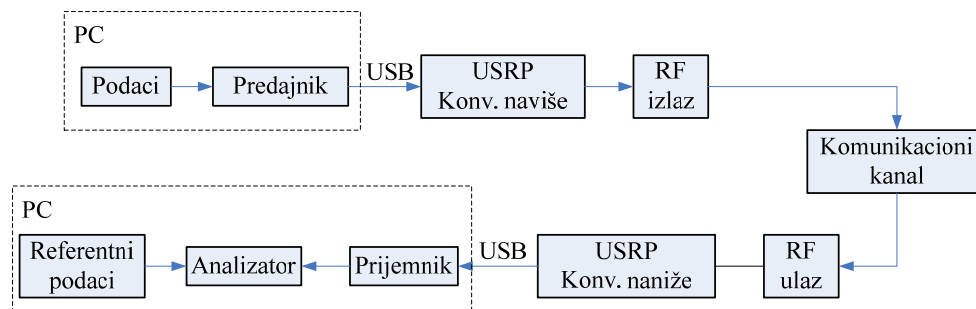 PC
Podaci
Predajnik
USB
USRP
Konv. naviše
RF
izlaz
Komunikacioni
kanal
PC
Referentni
podaci
Analizator
Prijemnik
USB
USRP
Konv. naniže
RF
ulaz